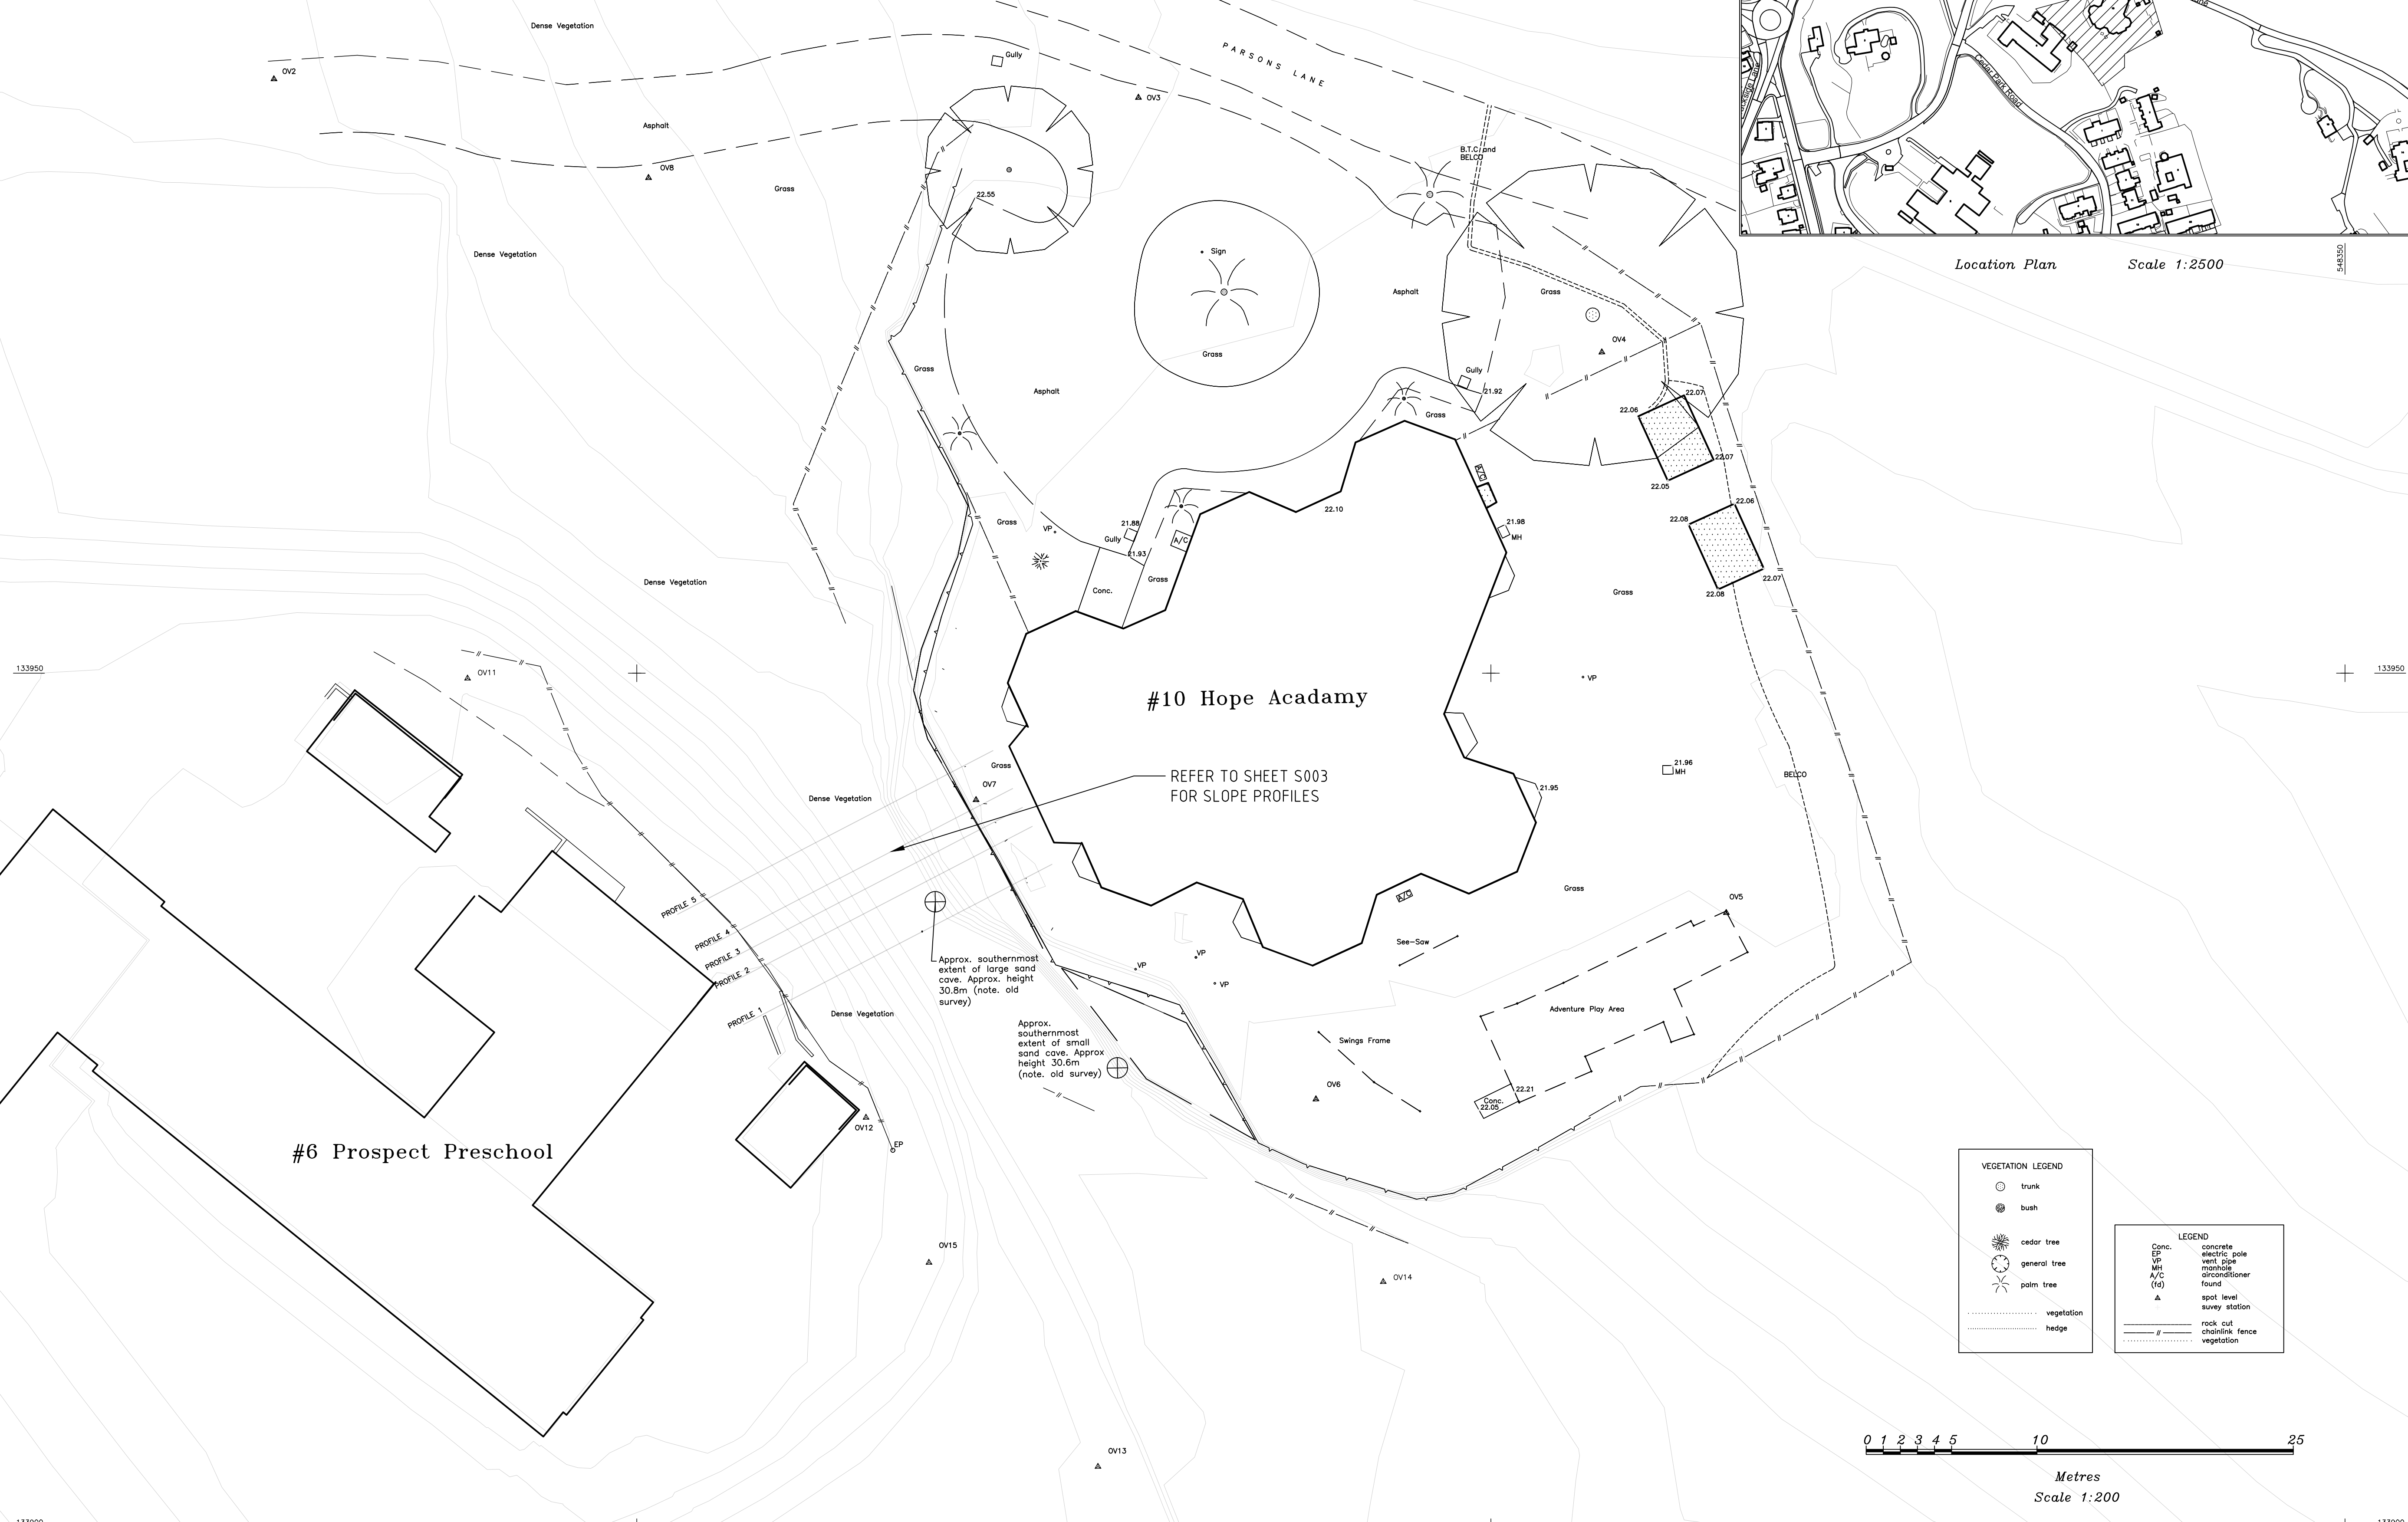 Dense Vegetation
OV2
Gully
PARSONS LANE
OV3
Asphalt
OV8
Grass
22.55
B.T.C. and
BELCO
Cedar Park Road
Location Plan
Scale 1:2500
548350
Dense Vegetation
Sign
Asphalt
Grass
OV4
Grass
Grass
Gully
21.92
Asphalt
Grass
22.07
22.06
22.07
22.05
A/C
22.10
22.06
22.08
22.07
22.08
21.98
MH
Grass
VP
21.88
Gully
21.93
A/C
Grass
Conc.
Dense Vegetation
Grass
133950
OV11
VP
133950
#10 Hope Acadamy
Grass
REFER TO SHEET S003
FOR SLOPE PROFILES
OV7
Dense Vegetation
21.96
MH
BELCO
21.95
Grass
A/C
OV5
See-Saw
PROFILE 5
PROFILE 4
PROFILE 3
PROFILE 2
PROFILE 1
Approx. southernmost
extent of large sand
cave. Approx. height
30.8m (note. old
survey)
VP
VP
VP
Dense Vegetation
Adventure Play Area
Approx.
southernmost
extent of small
sand cave. Approx
height 30.6m
(note. old survey)
Swings Frame
OV6
22.21
Conc.
22.05
OV12
EP
#6 Prospect Preschool
OV15
OV14
OV13
VEGETATION LEGEND
trunk
bush
cedar tree
general tree
palm tree
vegetation
hedge
LEGEND
Conc. concrete
EP electric pole
VP vent pipe
MH manhole
A/C airconditioner
(fd) found
spot level
suvey station
rock cut
chainlink fence
vegetation
0 1 2 3 4 5 10 25
Metres
Scale 1:200